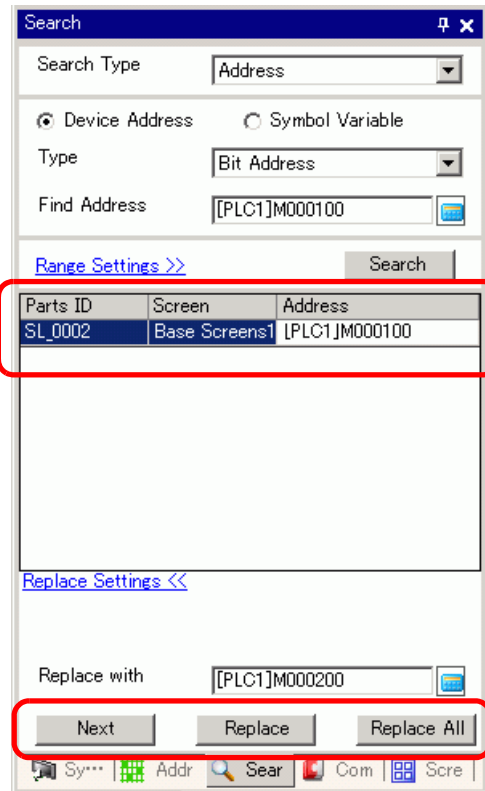 Search
Search Type Address
Device Address Symbol Variable
Type Bit Address
Find Address [PLC1]M000100
Range Settings >> Search
Parts ID Screen Address
SL_0002 Base Screens1 [PLC1]M000100
Replace Settings <<
Replace with [PLC1]M000200
Next Replace Replace All
Sy··· Addr Sear Com Scre